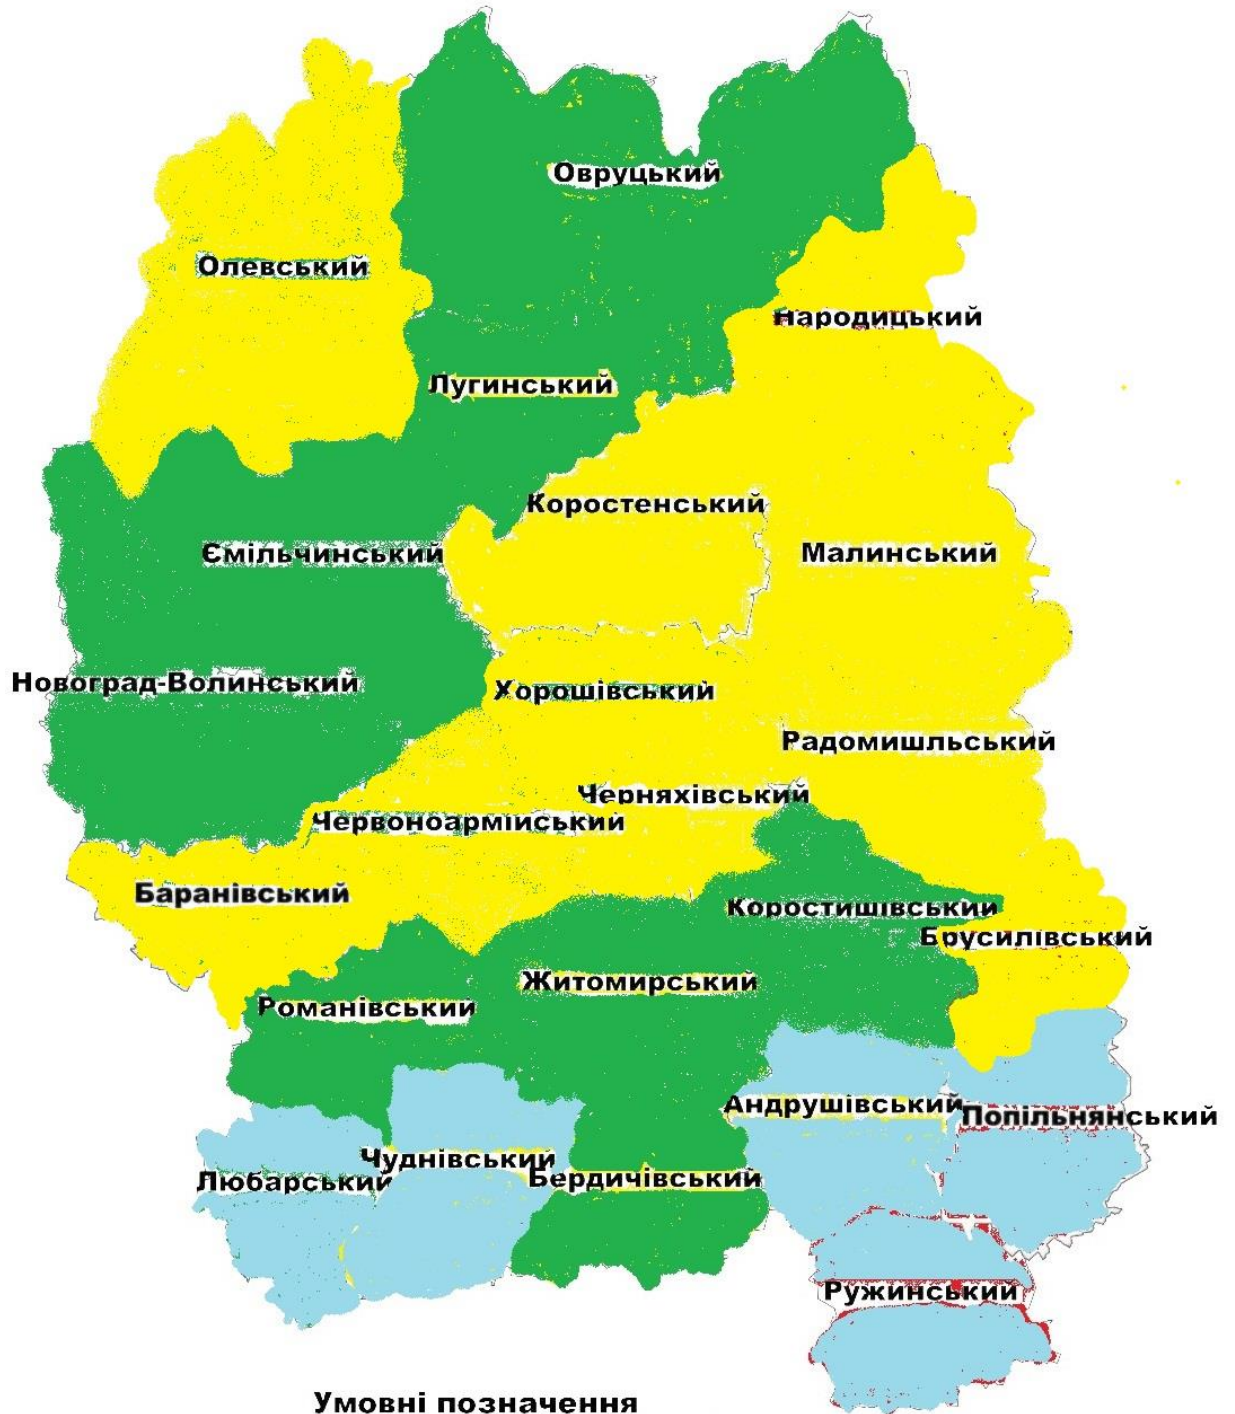 Овруцький
Олевський
Народицький
Лугинський
Коростенський
Ємільчинський
Малинський
Новоград-Волинський
Хорошівський
Радомишльський
Черняхівський
Червоноармійський
Баранівський
Коростишівський
Брусилівський
Житомирський
Романівський
Андрушівський
Попільнянський
Чуднівський
Любарський
Бердичівський
Ружинський
Умовні позначення